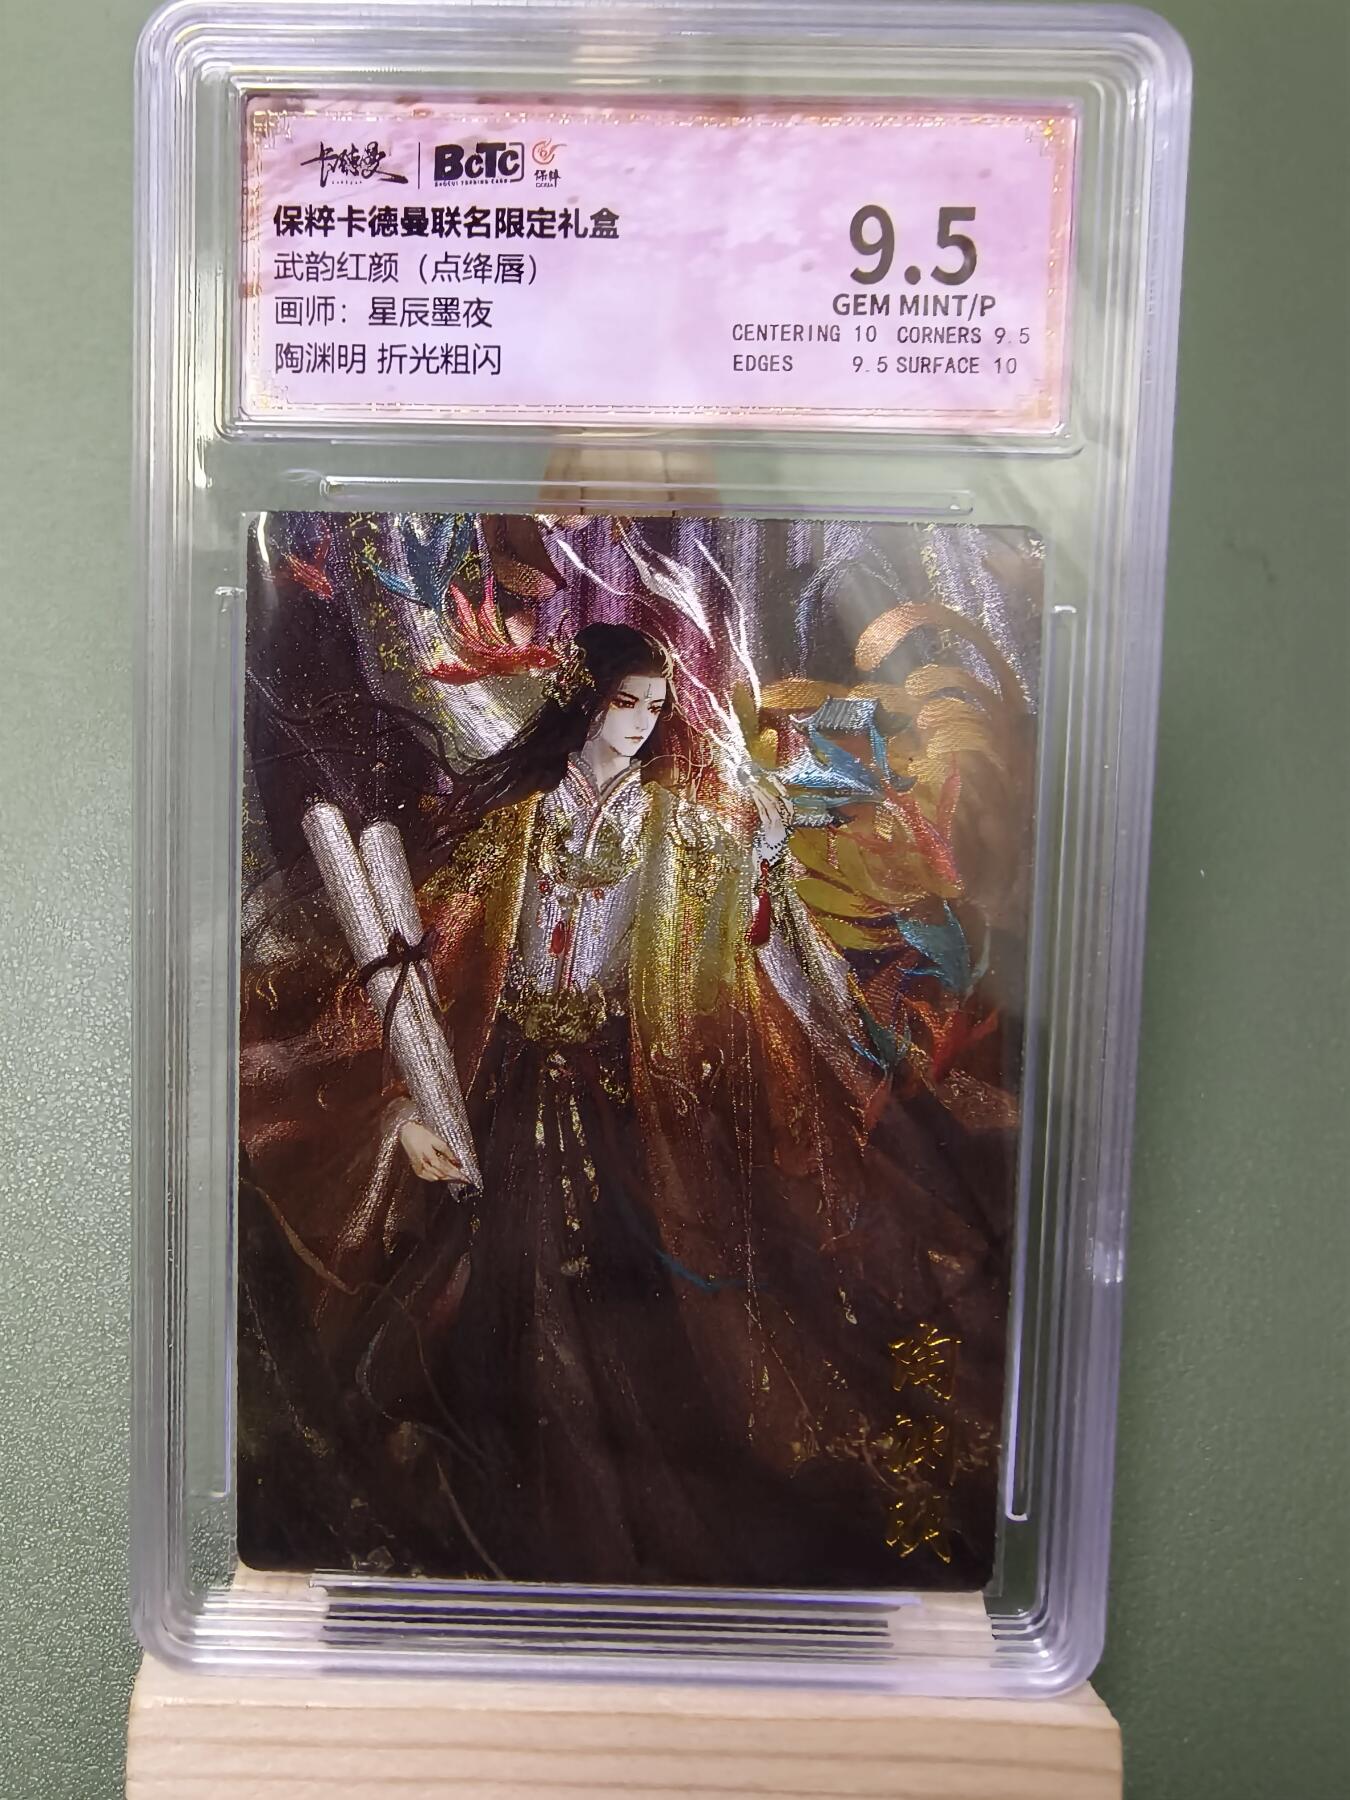 卡德曼 BCTC 保粹
保粹卡德曼联名限定礼盒
武韵红颜（点绛唇）
画师：星辰墨夜
陶渊明 折光粗闪
9.5
GEM MINT/P
CENTERING 10 CORNERS 9.5
EDGES 9.5 SURFACE 10
陶渊明